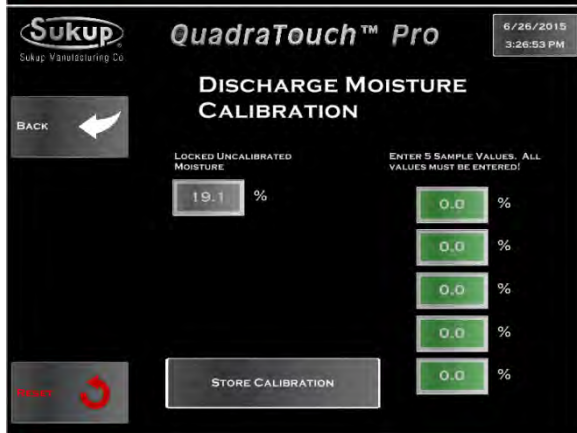 Sukup
Sukup Manufacturing Co
QuadraTouch™ Pro
6/26/2015
3:26:53 PM
DISCHARGE MOISTURE
CALIBRATION
BACK
LOCKED UNCALIBRATED
MOISTURE
19.1 %
ENTER 5 SAMPLE VALUES. ALL
VALUES MUST BE ENTERED!
0.0 %
0.0 %
0.0 %
0.0 %
0.0 %
RESET
STORE CALIBRATION